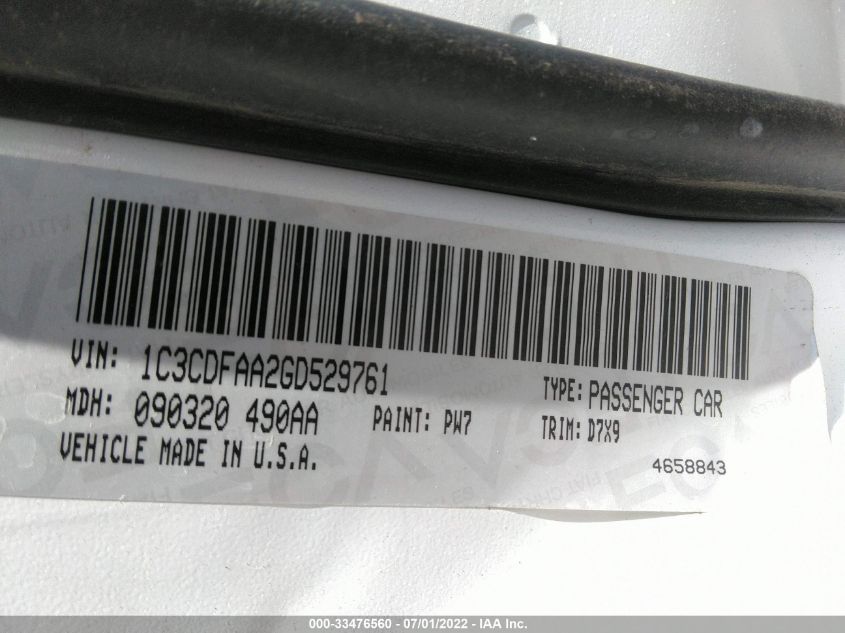 VIN: 1C3CDFAA2GD529761 TYPE: PASSENGER CAR
MDH: 090320 490AA PAINT: PW7 TRIM: D7X9
VEHICLE MADE IN U.S.A. 4658843
000-33476560 - 07/01/2022 - IAA Inc.